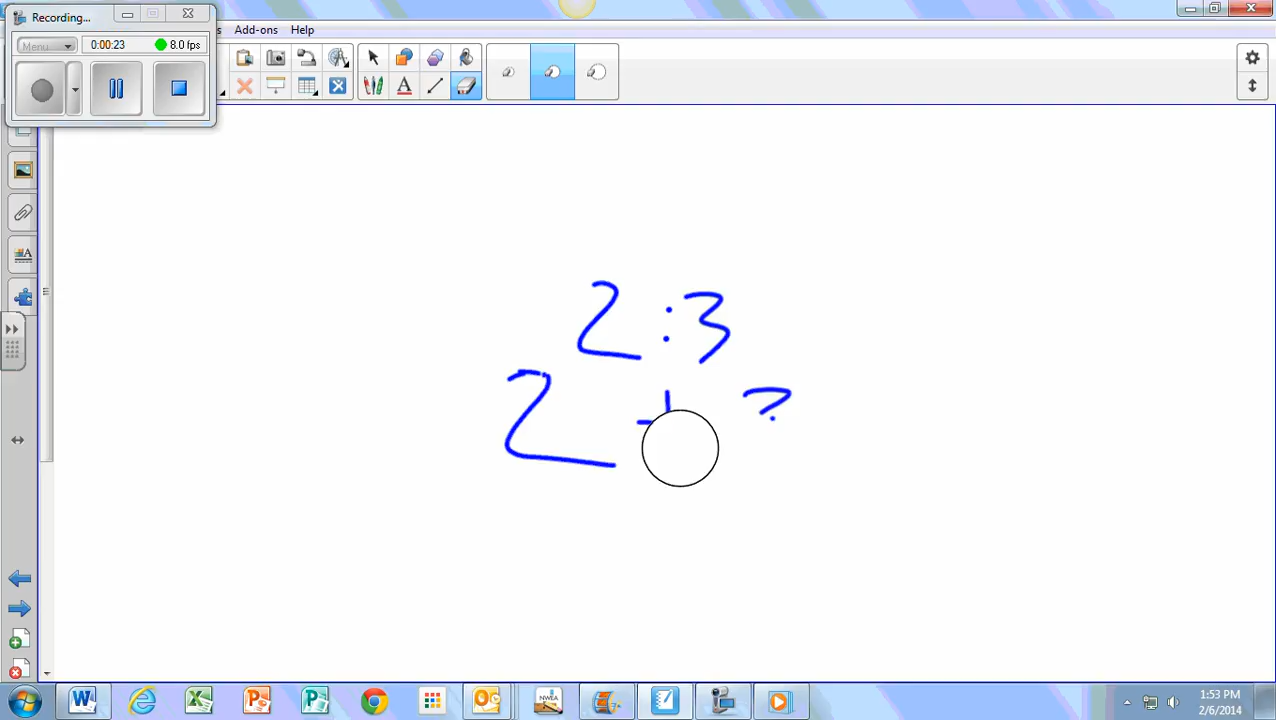 Recording...
Menu
0:00:23
8.0 fps
Add-ons Help
2:3
2 ?
1:53 PM
2/6/2014